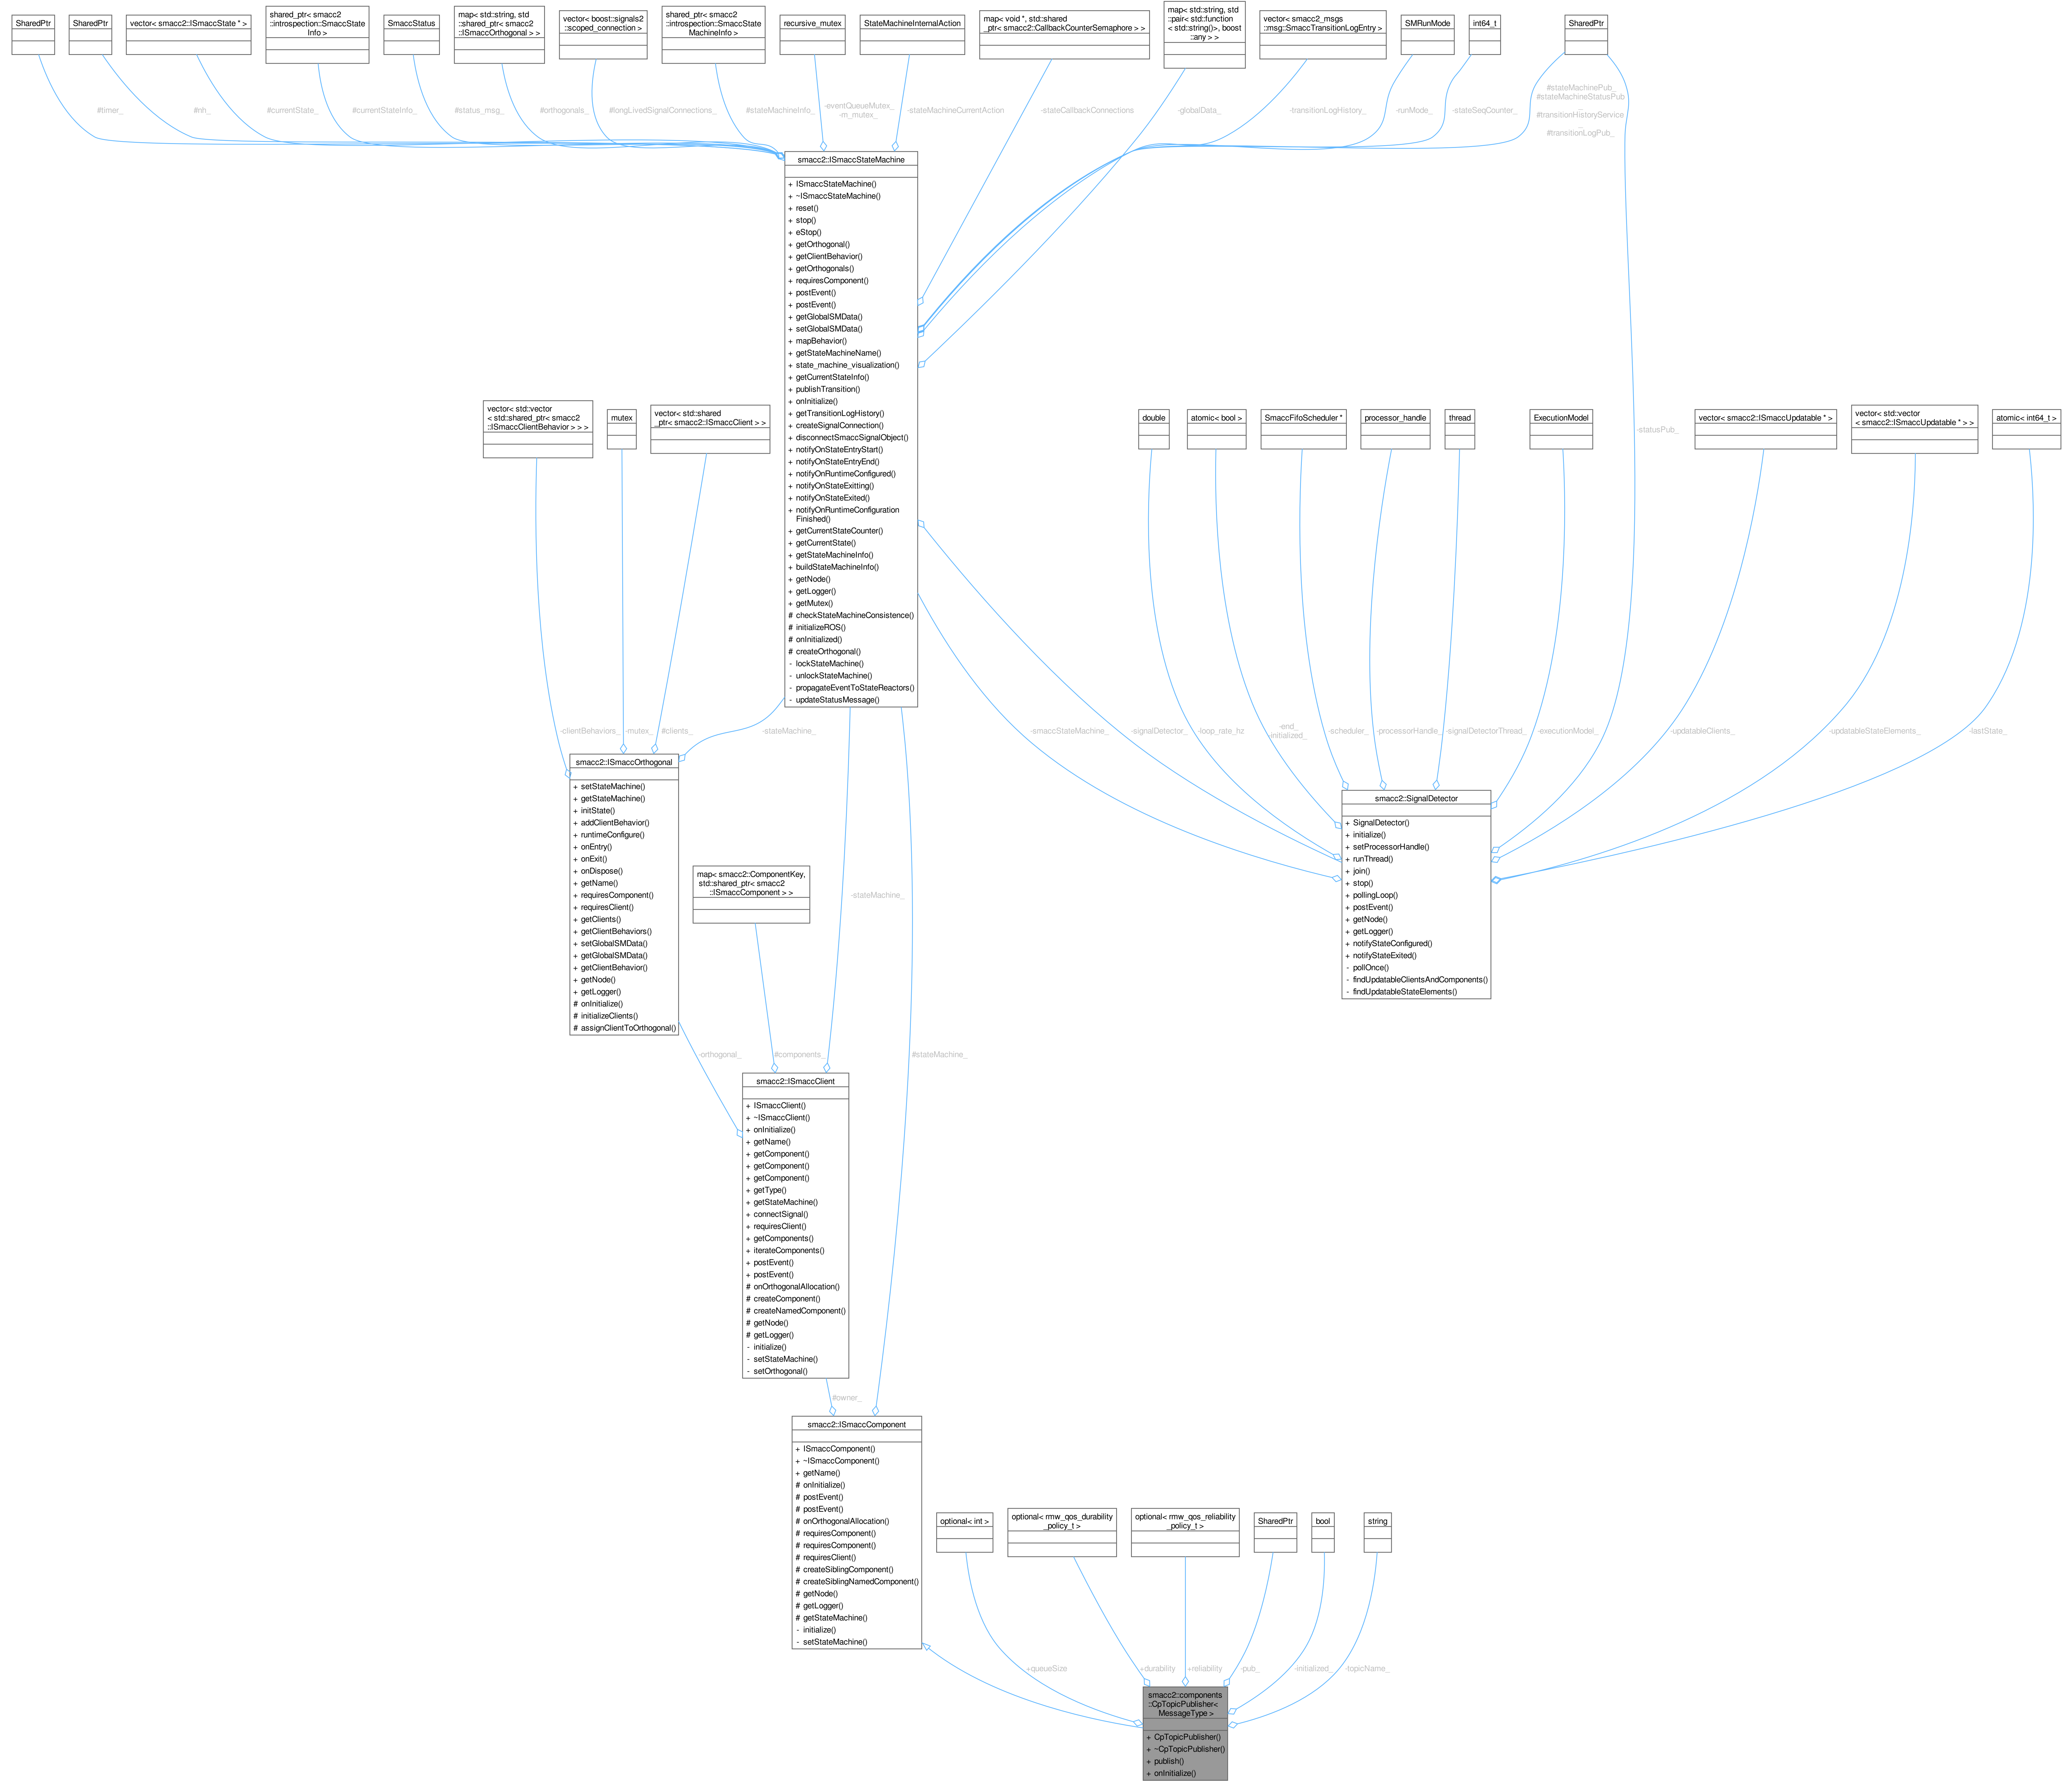 SharedPtr
SharedPtr
vector< smacc2::ISmaccState * >
shared_ptr< smacc2
::introspection::SmaccState
Info >
SmaccStatus
map< std::string, std
::shared_ptr< smacc2
::ISmaccOrthogonal > >
vector< boost::signals2
::scoped_connection >
shared_ptr< smacc2
::introspection::SmaccState
MachineInfo >
recursive_mutex
StateMachineInternalAction
map< void *, std::shared
_ptr< smacc2::CallbackCounterSemaphore > >
map< std::string, std
::pair< std::function
< std::string()>, boost
::any > >
vector< smacc2_msgs
::msg::SmaccTransitionLogEntry >
SMRunMode
int64_t
SharedPtr
#timer_
#nh_
#currentState_
#currentStateInfo_
#status_msg_
#orthogonals_
#longLivedSignalConnections_
#stateMachineInfo_
-eventQueueMutex_
-m_mutex_
-stateMachineCurrentAction
-stateCallbackConnections
-globalData_
-transitionLogHistory_
-runMode_
-stateSeqCounter_
#stateMachinePub_
#stateMachineStatusPub
_
#transitionHistoryService
_
#transitionLogPub_
smacc2::ISmaccStateMachine
+ ISmaccStateMachine()
+ ~ISmaccStateMachine()
+ reset()
+ stop()
+ eStop()
+ getOrthogonal()
+ getClientBehavior()
+ getOrthogonals()
+ requiresComponent()
+ postEvent()
+ postEvent()
+ getGlobalSMData()
+ setGlobalSMData()
+ mapBehavior()
+ getStateMachineName()
+ state_machine_visualization()
+ getCurrentStateInfo()
+ publishTransition()
+ onInitialize()
+ getTransitionLogHistory()
+ createSignalConnection()
+ disconnectSmaccSignalObject()
+ notifyOnStateEntryStart()
+ notifyOnStateEntryEnd()
+ notifyOnRuntimeConfigured()
+ notifyOnStateExitting()
+ notifyOnStateExited()
+ notifyOnRuntimeConfiguration
Finished()
+ getCurrentStateCounter()
+ getCurrentState()
+ getStateMachineInfo()
+ buildStateMachineInfo()
+ getNode()
+ getLogger()
+ getMutex()
# checkStateMachineConsistence()
# initializeROS()
# onInitialized()
# createOrthogonal()
- lockStateMachine()
- unlockStateMachine()
- propagateEventToStateReactors()
- updateStatusMessage()
-statusPub_
vector< std::vector
< std::shared_ptr< smacc2
::ISmaccClientBehavior > > >
mutex
vector< std::shared
_ptr< smacc2::ISmaccClient > >
double
atomic< bool >
SmaccFifoScheduler *
processor_handle
thread
ExecutionModel
vector< smacc2::ISmaccUpdatable * >
vector< std::vector
< smacc2::ISmaccUpdatable * > >
atomic< int64_t >
-clientBehaviors_
-mutex_
#clients_
-stateMachine_
-smaccStateMachine_
-signalDetector_
-loop_rate_hz
-end_
-initialized_
-scheduler_
-processorHandle_
-signalDetectorThread_
-executionModel_
-updatableClients_
-updatableStateElements_
-lastState_
smacc2::ISmaccOrthogonal
+ setStateMachine()
+ getStateMachine()
+ initState()
+ addClientBehavior()
+ runtimeConfigure()
+ onEntry()
+ onExit()
+ onDispose()
+ getName()
+ requiresComponent()
+ requiresClient()
+ getClients()
+ getClientBehaviors()
+ setGlobalSMData()
+ getGlobalSMData()
+ getClientBehavior()
+ getNode()
+ getLogger()
# onInitialize()
# initializeClients()
# assignClientToOrthogonal()
smacc2::SignalDetector
+ SignalDetector()
+ initialize()
+ setProcessorHandle()
+ runThread()
+ join()
+ stop()
+ pollingLoop()
+ postEvent()
+ getNode()
+ getLogger()
+ notifyStateConfigured()
+ notifyStateExited()
- pollOnce()
- findUpdatableClientsAndComponents()
- findUpdatableStateElements()
map< smacc2::ComponentKey,
std::shared_ptr< smacc2
::ISmaccComponent > >
-stateMachine_
-orthogonal_
#components_
#stateMachine_
smacc2::ISmaccClient
+ ISmaccClient()
+ ~ISmaccClient()
+ onInitialize()
+ getName()
+ getComponent()
+ getComponent()
+ getComponent()
+ getType()
+ getStateMachine()
+ connectSignal()
+ requiresClient()
+ getComponents()
+ iterateComponents()
+ postEvent()
+ postEvent()
# onOrthogonalAllocation()
# createComponent()
# createNamedComponent()
# getNode()
# getLogger()
- initialize()
- setStateMachine()
- setOrthogonal()
#owner_
smacc2::ISmaccComponent
+ ISmaccComponent()
+ ~ISmaccComponent()
+ getName()
# onInitialize()
# postEvent()
# postEvent()
# onOrthogonalAllocation()
# requiresComponent()
# requiresComponent()
# requiresClient()
# createSiblingComponent()
# createSiblingNamedComponent()
# getNode()
# getLogger()
# getStateMachine()
- initialize()
- setStateMachine()
optional< int >
optional< rmw_qos_durability
_policy_t >
optional< rmw_qos_reliability
_policy_t >
SharedPtr
bool
string
+queueSize
+durability
+reliability
-pub_
-initialized_
-topicName_
smacc2::components
::CpTopicPublisher<
MessageType >
+ CpTopicPublisher()
+ ~CpTopicPublisher()
+ publish()
+ onInitialize()